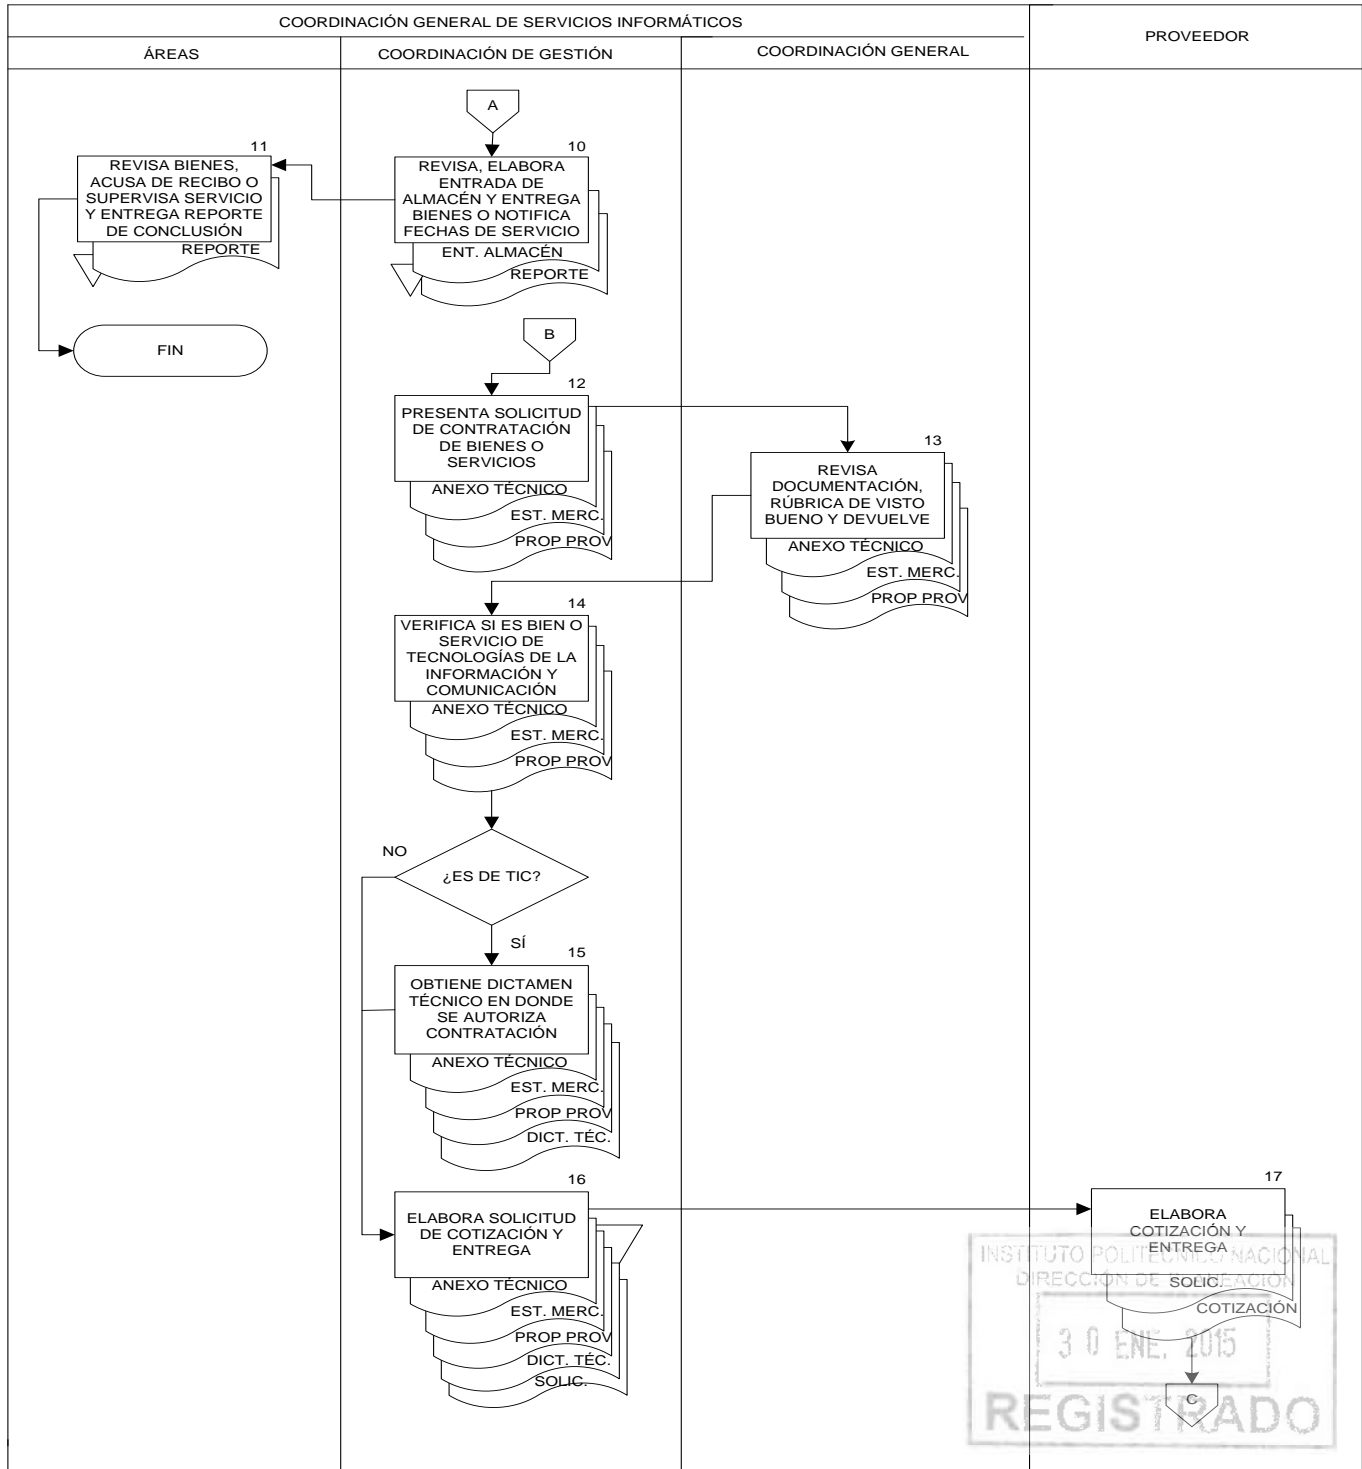 COORDINACIÓN GENERAL DE SERVICIOS INFORMÁTICOS
PROVEEDOR
ÁREAS
COORDINACIÓN DE GESTIÓN
COORDINACIÓN GENERAL
A
10
REVISA, ELABORA
ENTRADA DE
ALMACÉN Y ENTREGA
BIENES O NOTIFICA
FECHAS DE SERVICIO
ENT. ALMACÉN
REPORTE
11
REVISA BIENES,
ACUSA DE RECIBO O
SUPERVISA SERVICIO
Y ENTREGA REPORTE
DE CONCLUSIÓN
REPORTE
FIN
B
12
PRESENTA SOLICITUD
DE CONTRATACIÓN
DE BIENES O
SERVICIOS
ANEXO TÉCNICO
EST. MERC.
PROP PROV
13
REVISA
DOCUMENTACIÓN,
RÚBRICA DE VISTO
BUENO Y DEVUELVE
ANEXO TÉCNICO
EST. MERC.
PROP PROV
14
VERIFICA SI ES BIEN O
SERVICIO DE
TECNOLOGÍAS DE LA
INFORMACIÓN Y
COMUNICACIÓN
ANEXO TÉCNICO
EST. MERC.
PROP PROV
NO
¿ES DE TIC?
SÍ
15
OBTIENE DICTAMEN
TÉCNICO EN DONDE
SE AUTORIZA
CONTRATACIÓN
ANEXO TÉCNICO
EST. MERC.
PROP PROV
DICT. TÉC.
16
ELABORA SOLICITUD
DE COTIZACIÓN Y
ENTREGA
ANEXO TÉCNICO
EST. MERC.
PROP PROV
DICT. TÉC.
SOLIC.
17
ELABORA
COTIZACIÓN Y
ENTREGA
SOLIC.
COTIZACIÓN
C
INSTITUTO POLITECNICO NACIONAL
DIRECCIÓN DE PLANEACIÓN
30 ENE. 2015
REGISTRADO